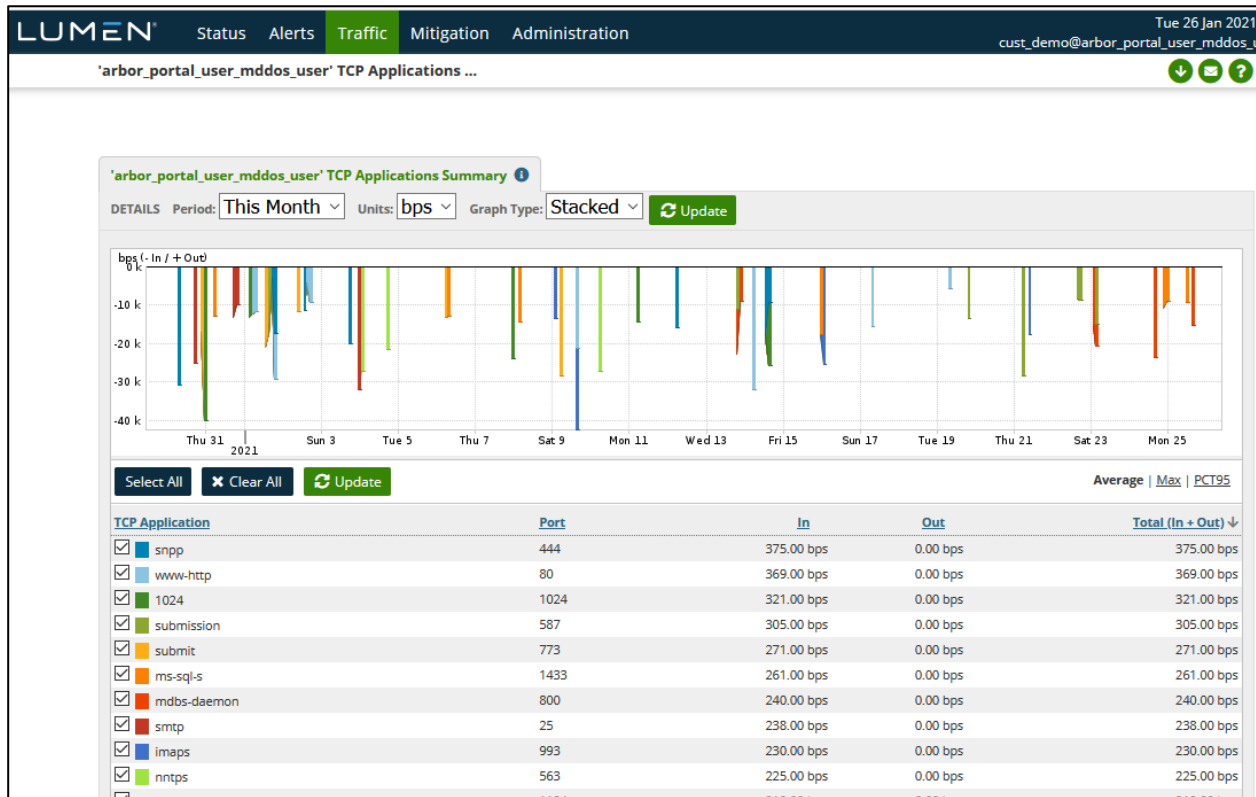 LUMEN Status Alerts Traffic Mitigation Administration
Tue 26 Jan 2021
cust_demo@arbor_portal_user_mddos_u
'arbor_portal_user_mddos_user' TCP Applications ...
'arbor_portal_user_mddos_user' TCP Applications Summary
DETAILS Period: This Month Units: bps Graph Type: Stacked Update
bps (- In / + Out)
0 k
-10 k
-20 k
-30 k
-40 k
Thu 31 Sun 3 Tue 5 Thu 7 Sat 9 Mon 11 Wed 13 Fri 15 Sun 17 Tue 19 Thu 21 Sat 23 Mon 25
2021
Select All Clear All Update Average | Max | PCT95
TCP Application Port In Out Total (In + Out)
snpp 444 375.00 bps 0.00 bps 375.00 bps
www-http 80 369.00 bps 0.00 bps 369.00 bps
1024 1024 321.00 bps 0.00 bps 321.00 bps
submission 587 305.00 bps 0.00 bps 305.00 bps
submit 773 271.00 bps 0.00 bps 271.00 bps
ms-sql-s 1433 261.00 bps 0.00 bps 261.00 bps
mdbs-daemon 800 240.00 bps 0.00 bps 240.00 bps
smtp 25 238.00 bps 0.00 bps 238.00 bps
imaps 993 230.00 bps 0.00 bps 230.00 bps
nntps 563 225.00 bps 0.00 bps 225.00 bps